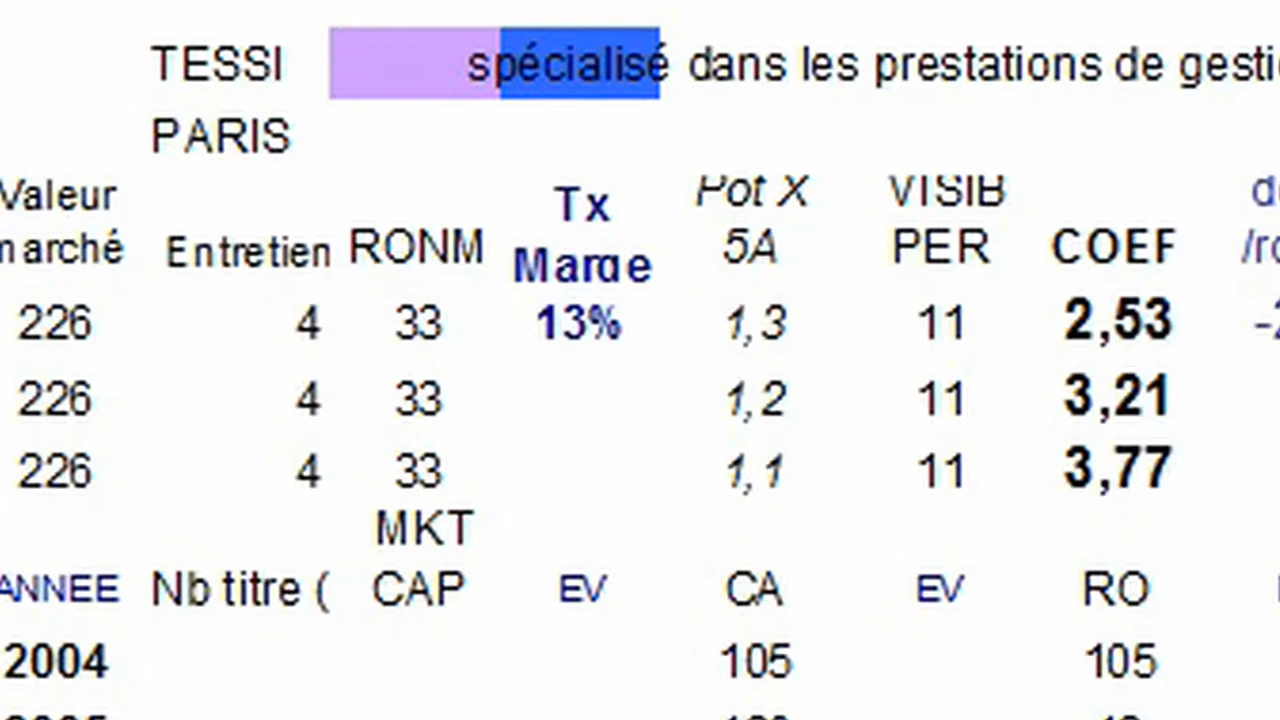 TESSI spécialisé dans les prestations de gesti
PARIS
Valeur marché Entretien RONM Tx Marge Pot X 5A VISIB PER COEF
226 4 33 13% 1,3 11 2,53
226 4 33 1,2 11 3,21
226 4 33 1,1 11 3,77
ANNEE Nb titre ( MKT CAP EV CA EV RO
2004 105 105